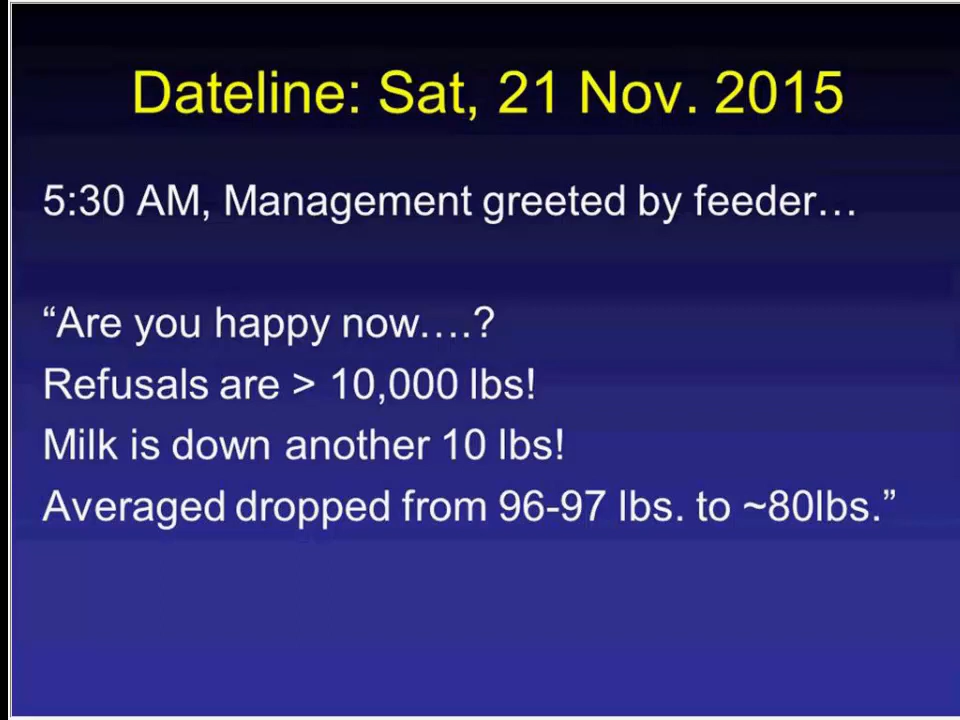 Dateline: Sat, 21 Nov. 2015
5:30 AM, Management greeted by feeder…
“Are you happy now….?
Refusals are > 10,000 lbs!
Milk is down another 10 lbs!
Averaged dropped from 96-97 lbs. to ~80lbs.”